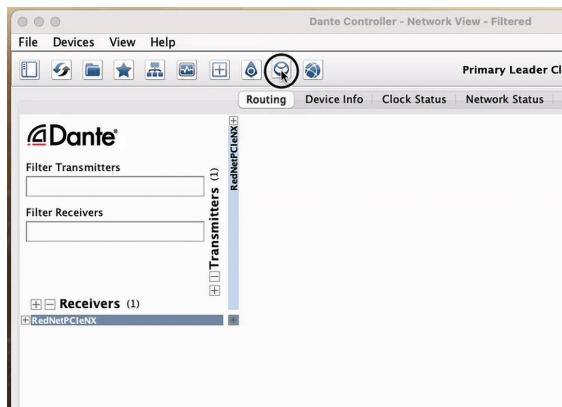 Dante Controller - Network View - Filtered
File Devices View Help
Primary Leader Cl
Routing Device Info Clock Status Network Status
Dante®
Filter Transmitters
Filter Receivers
Transmitters (1)
RedNetPCIeNX
Receivers (1)
RedNetPCIeNX